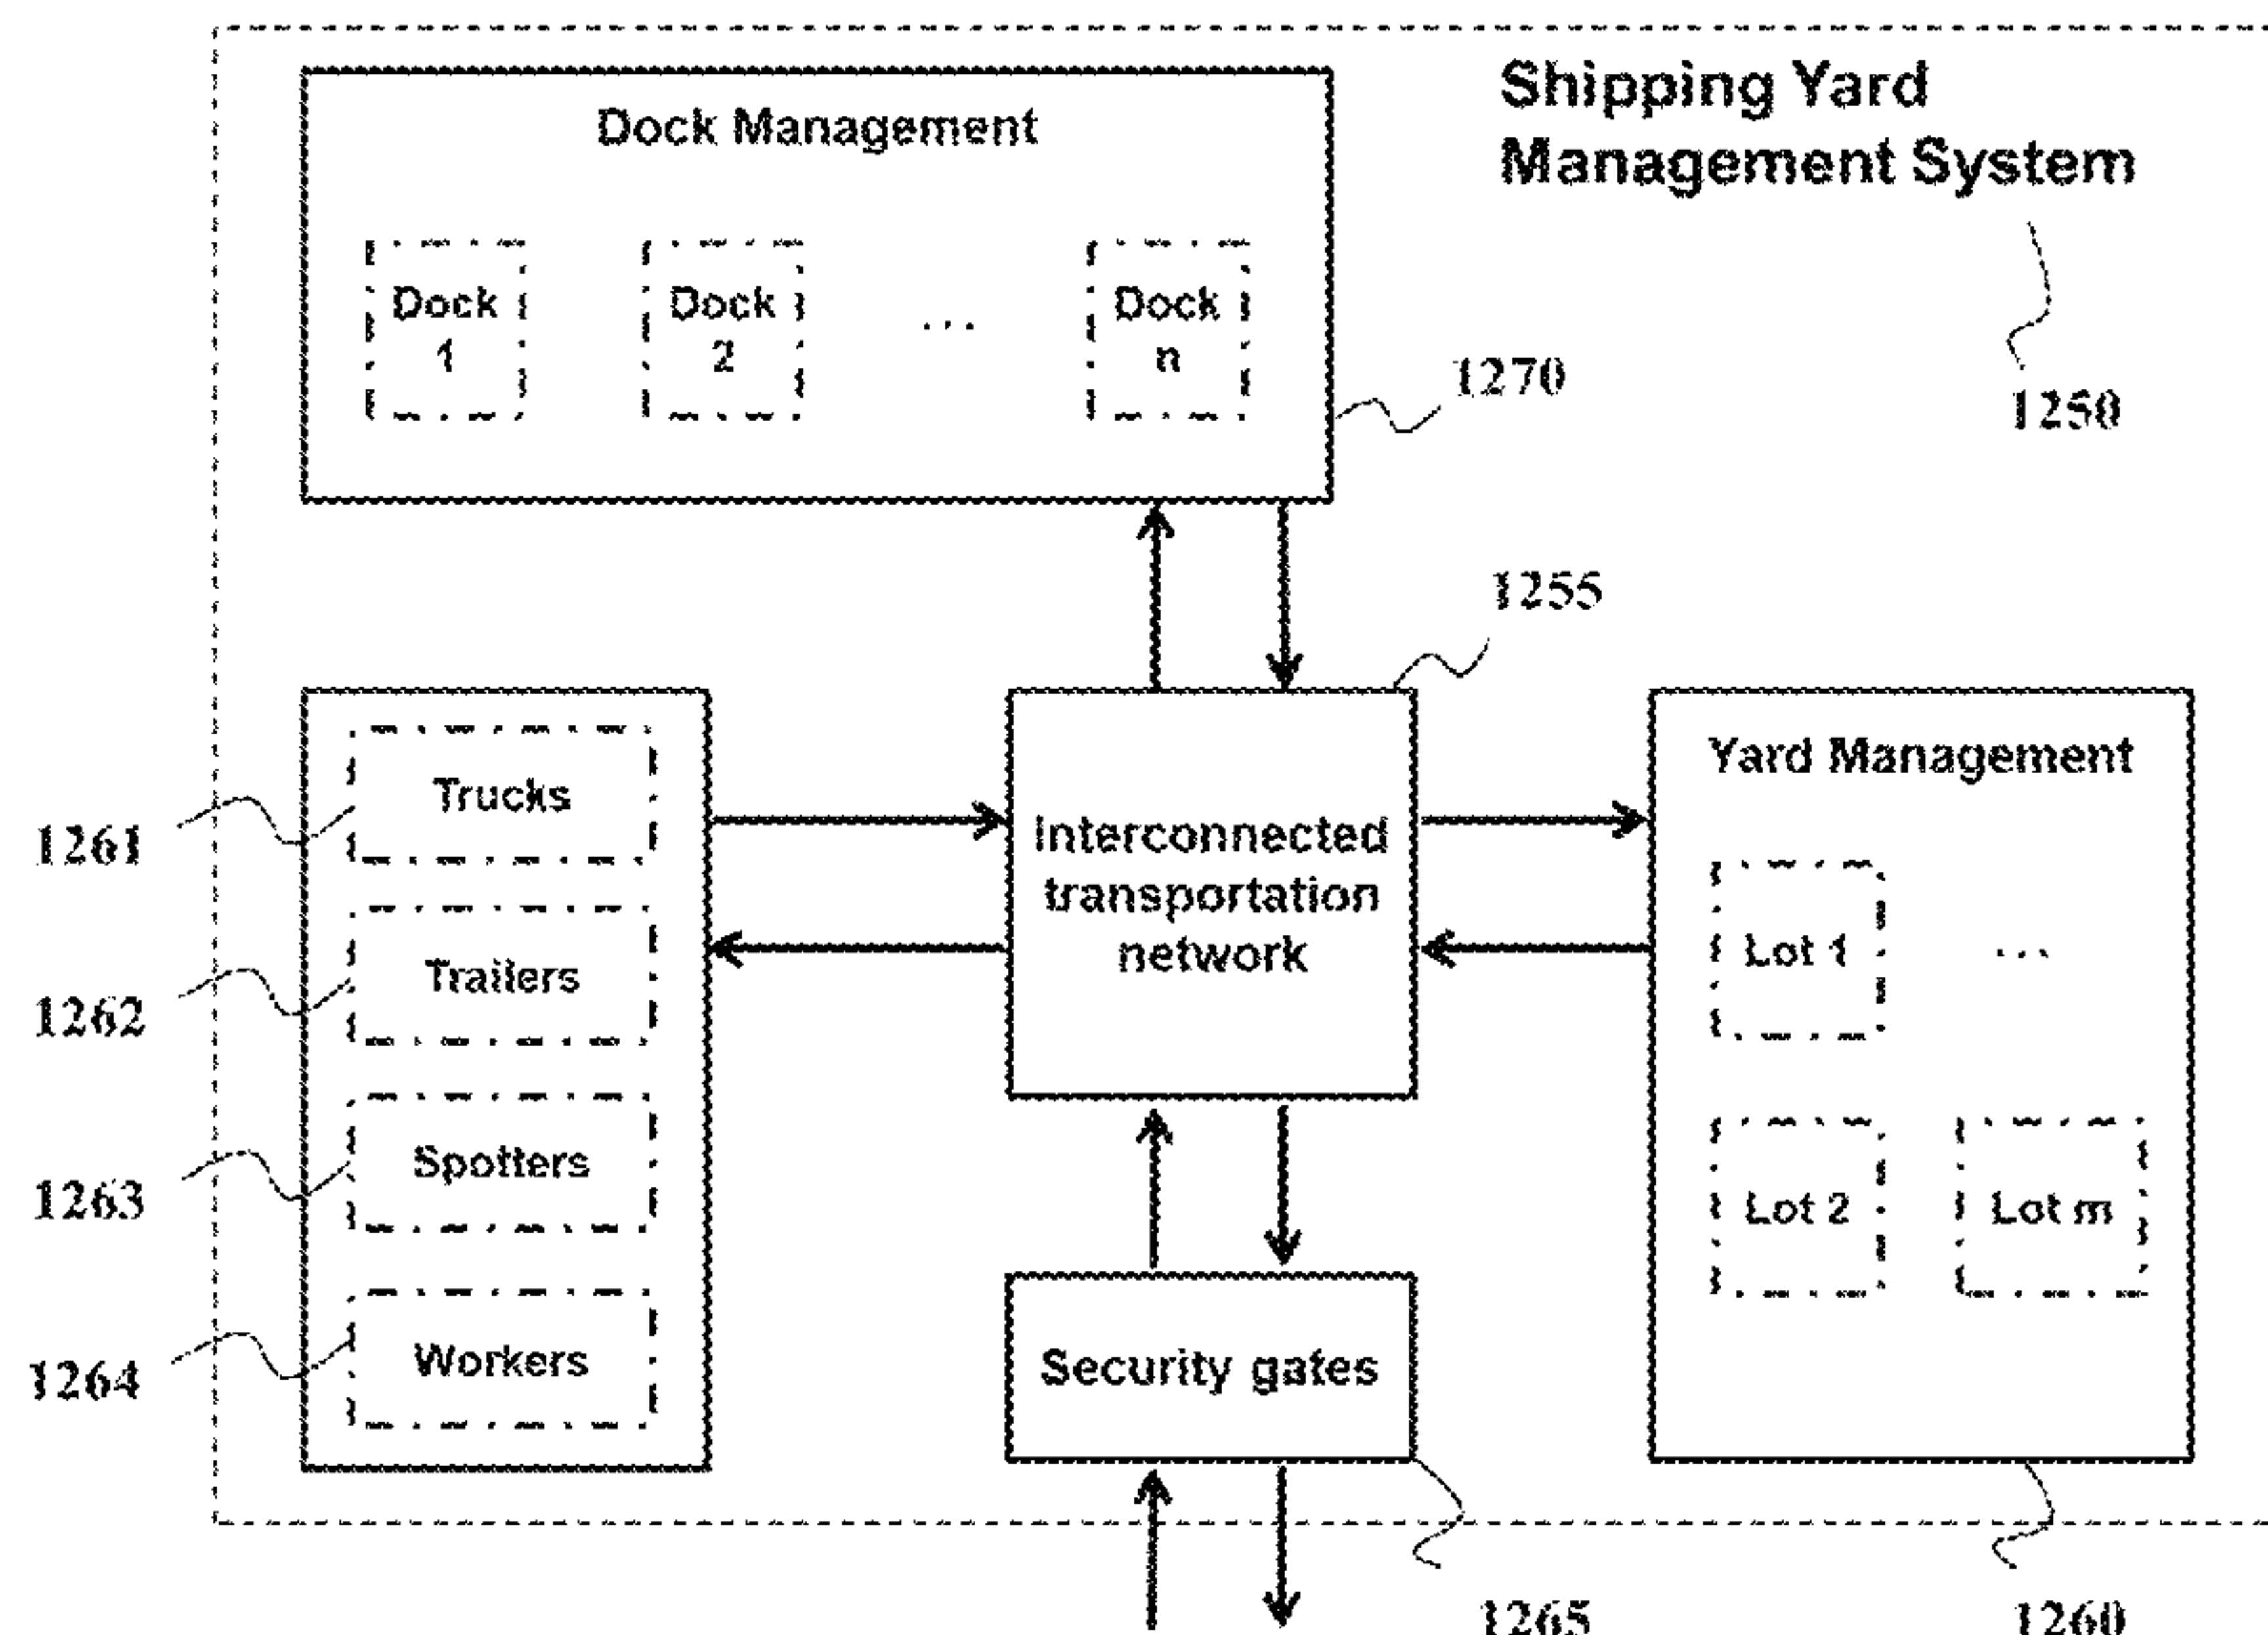 Shipping Yard
Management System
1250
Dock Management
Dock
1
Dock
2
...
Dock
n
1270
1255
Trucks
1261
Trailers
1262
Spotters
1263
Workers
1264
Interconnected
transportation
network
Yard Management
Lot 1
...
Lot 2
Lot m
Security gates
1265
1260